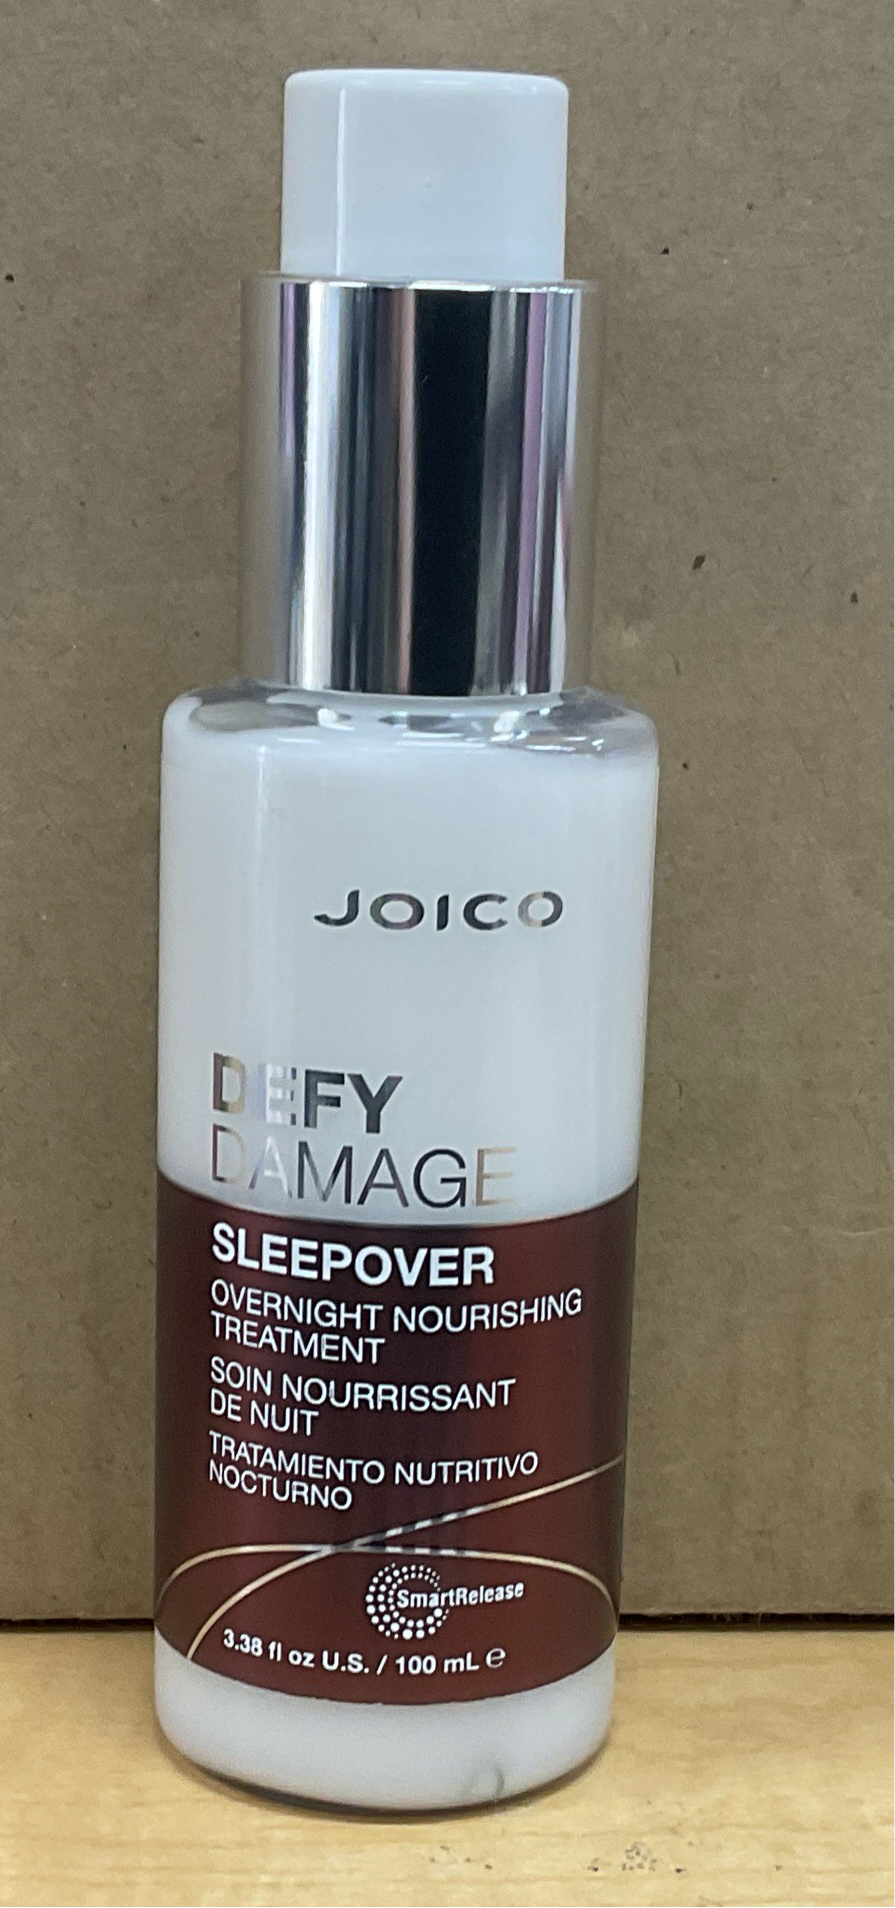 JOICO
DEFY
DAMAGE
SLEEPOVER
OVERNIGHT NOURISHING
TREATMENT
SOIN NOURRISSANT
DE NUIT
TRATAMIENTO NUTRITIVO
NOCTURNO
SmartRelease
3.38 fl oz U.S. / 100 mL ℮